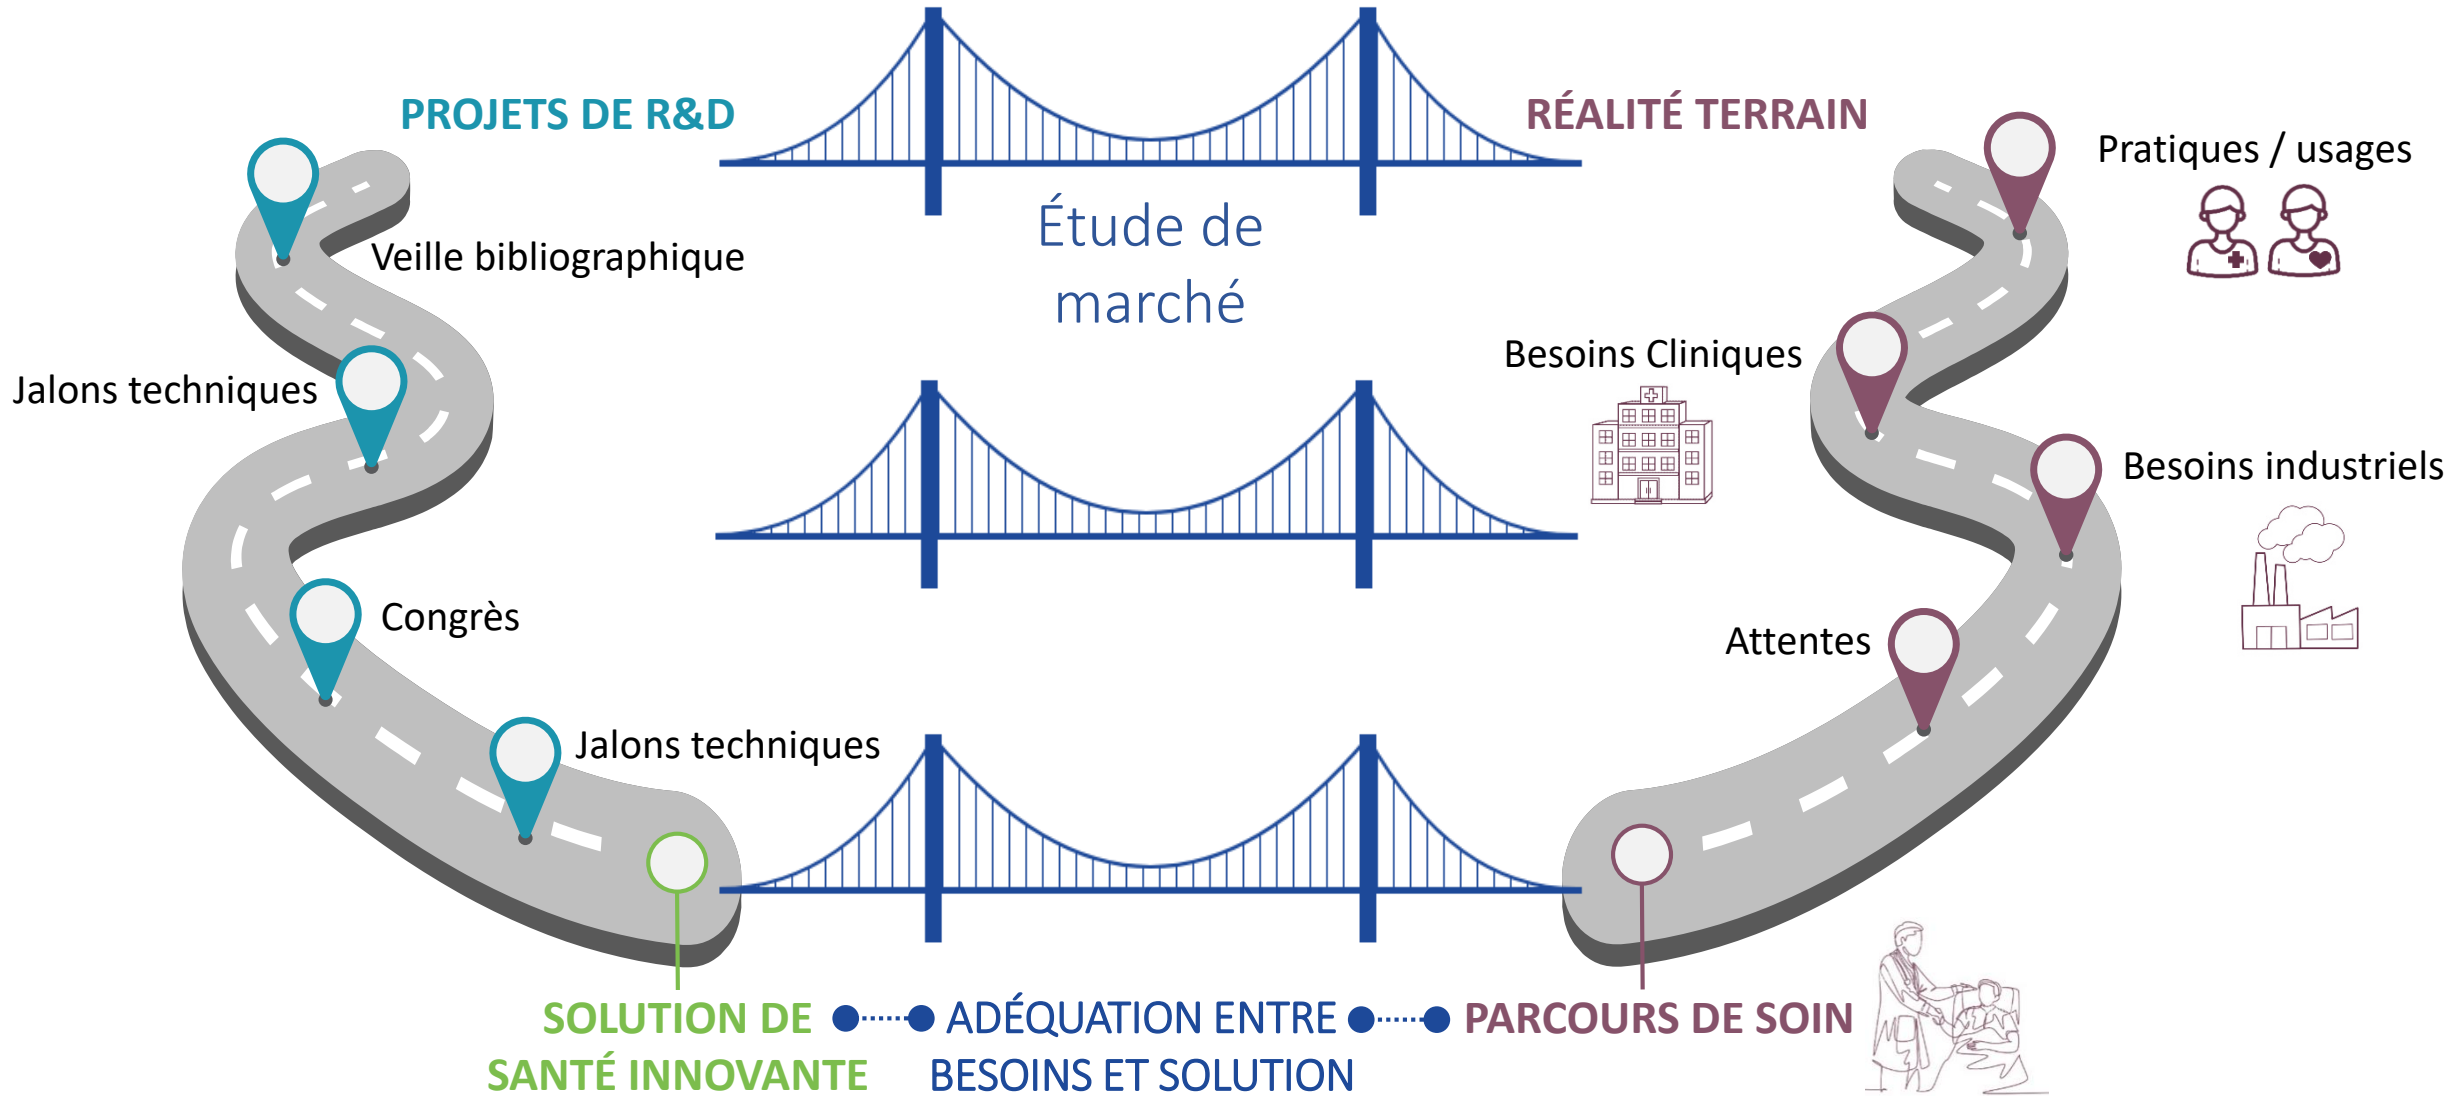 PROJETS DE R&D
RÉALITÉ TERRAIN
Pratiques / usages
Étude de
marché
Veille bibliographique
Besoins Cliniques
Jalons techniques
Besoins industriels
Congrès
Attentes
Jalons techniques
SOLUTION DE
SANTÉ INNOVANTE
ADÉQUATION ENTRE
BESOINS ET SOLUTION
PARCOURS DE SOIN